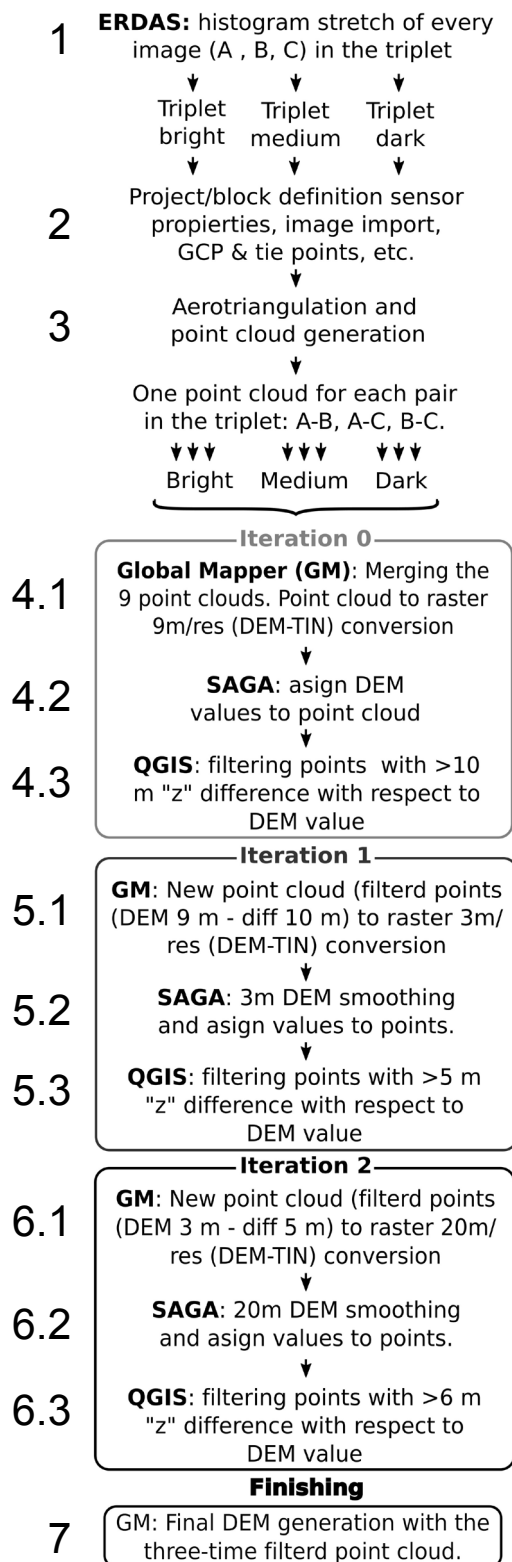 1
ERDAS: histogram stretch of every
image (A , B, C) in the triplet
Triplet bright
Triplet medium
Triplet dark
2
Project/block definition sensor
propierties, image import,
GCP & tie points, etc.
3
Aerotriangulation and
point cloud generation
One point cloud for each pair
in the triplet: A-B, A-C, B-C.
Bright Medium Dark
Iteration 0
4.1
Global Mapper (GM): Merging the
9 point clouds. Point cloud to raster
9m/res (DEM-TIN) conversion
4.2
SAGA: asign DEM
values to point cloud
4.3
QGIS: filtering points with >10
m "z" difference with respect to
DEM value
Iteration 1
5.1
GM: New point cloud (filterd points
(DEM 9 m - diff 10 m) to raster 3m/
res (DEM-TIN) conversion
5.2
SAGA: 3m DEM smoothing
and asign values to points.
5.3
QGIS: filtering points with >5 m
"z" difference with respect to
DEM value
Iteration 2
6.1
GM: New point cloud (filterd points
(DEM 3 m - diff 5 m) to raster 20m/
res (DEM-TIN) conversion
6.2
SAGA: 20m DEM smoothing
and asign values to points.
6.3
QGIS: filtering points with >6 m
"z" difference with respect to
DEM value
Finishing
7
GM: Final DEM generation with the
three-time filterd point cloud.